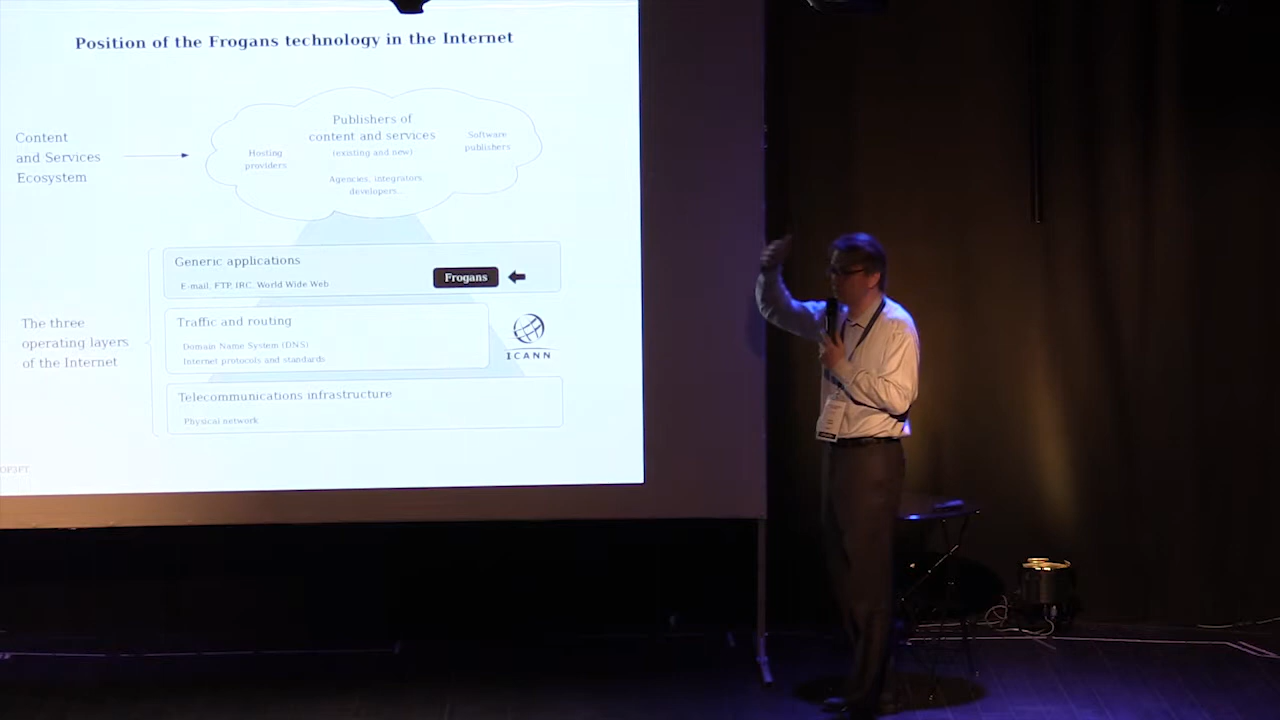 Position of the Frogans technology in the Internet
Content
and Services
Ecosystem
Publishers of
content and services
(existing and new)
Hosting
providers
Software
publishers
Agencies, integrators,
developers...
Generic applications
E-mail, FTP, IRC, World Wide Web
Frogans
The three
operating layers
of the Internet
Traffic and routing
Domain Name System (DNS)
Internet protocols and standards
ICANN
Telecommunications infrastructure
Physical network
OP3FT